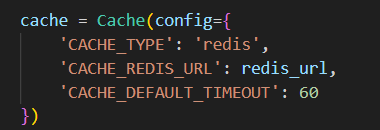 cache = Cache(config={
    'CACHE_TYPE': 'redis',
    'CACHE_REDIS_URL': redis_url,
    'CACHE_DEFAULT_TIMEOUT': 60
})